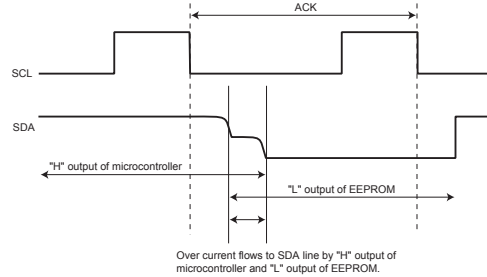 ACK
SCL
SDA
"H" output of microcontroller
"L" output of EEPROM
Over current flows to SDA line by "H" output of
microcontroller and "L" output of EEPROM.